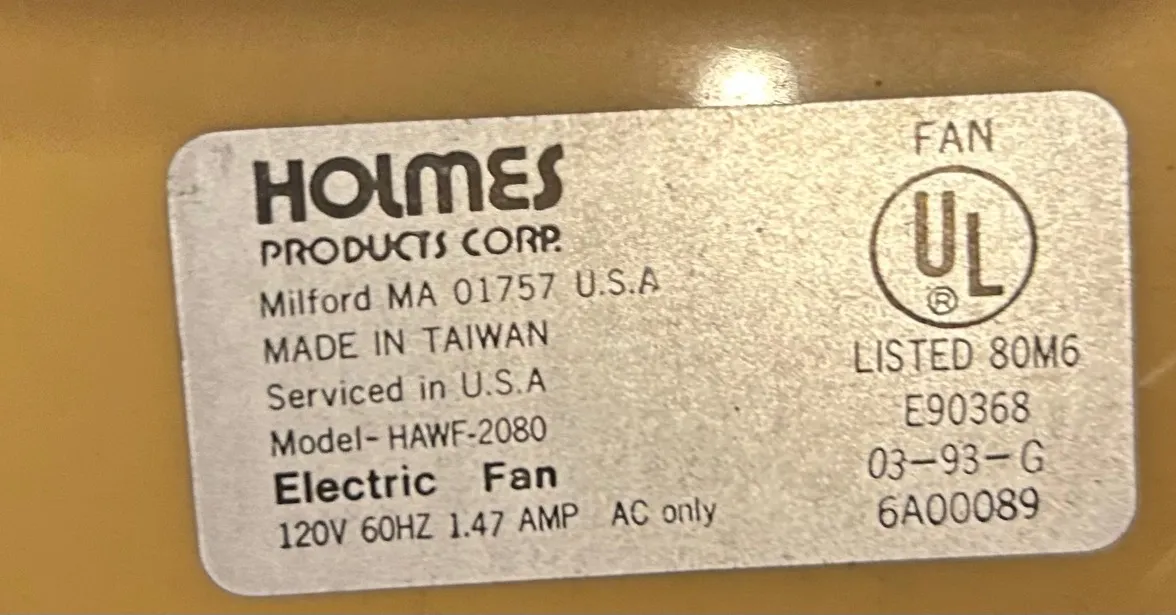 HOLMES
PRODUCTS CORP.
Milford MA 01757 U.S.A
MADE IN TAIWAN
Serviced in U.S.A
Model- HAWF-2080
Electric Fan
120V 60HZ 1.47 AMP AC only
FAN
UL
®
LISTED 80M6
E90368
03-93-G
6A00089